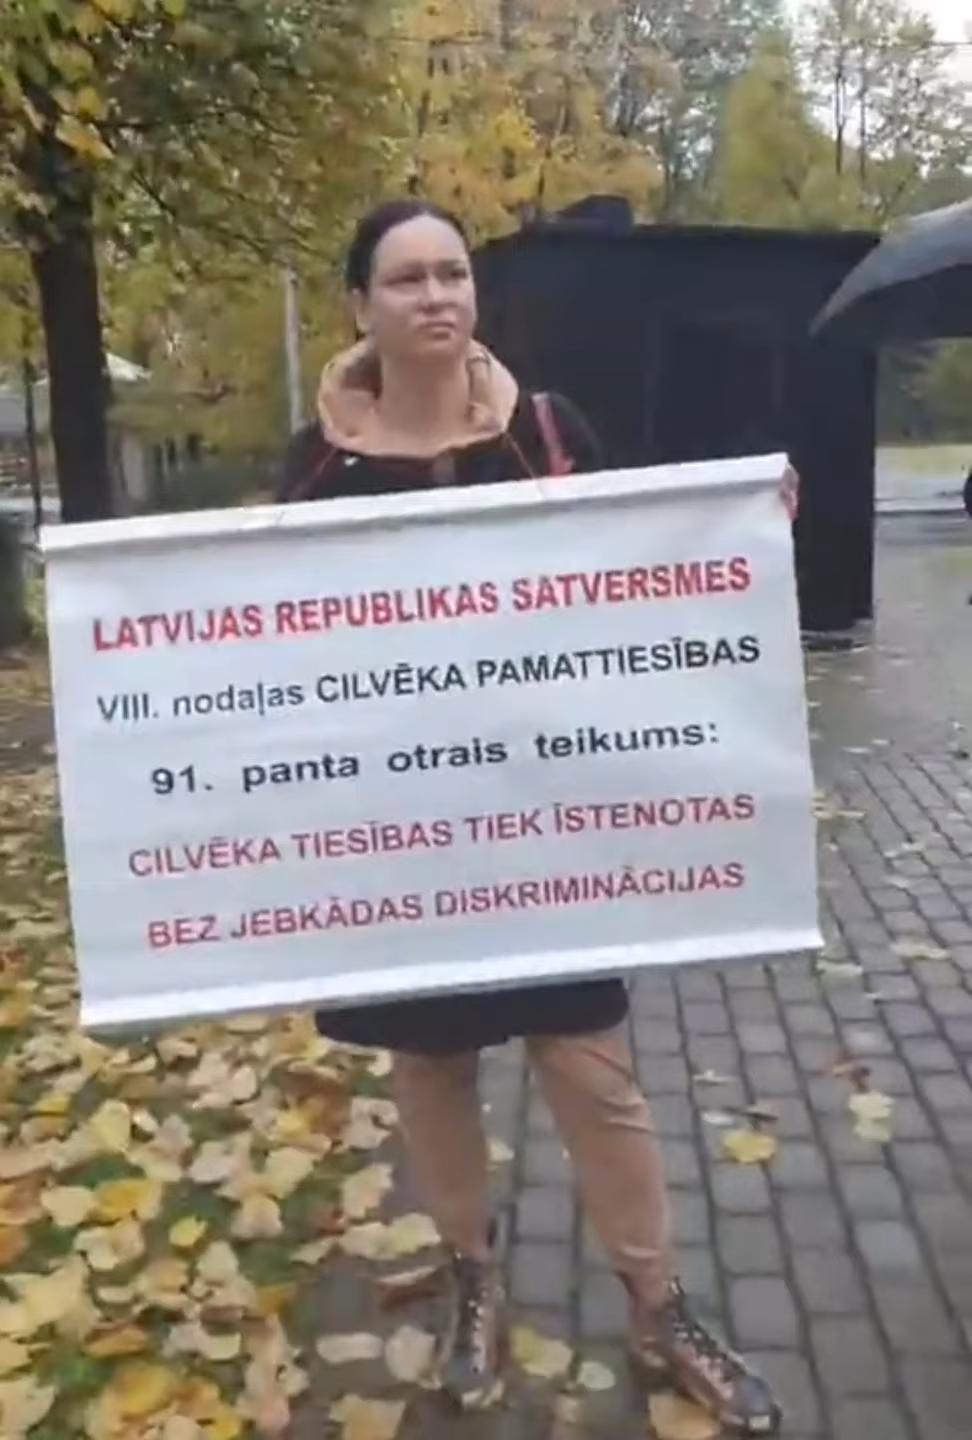 LATVIJAS REPUBLIKAS SATVERSMES
VIII. nodaļas CILVĒKA PAMATTIESĪBAS
91. panta otrais teikums:
CILVĒKA TIESĪBAS TIEK ĪSTENOTAS
BEZ JEBKĀDAS DISKRIMINĀCIJAS